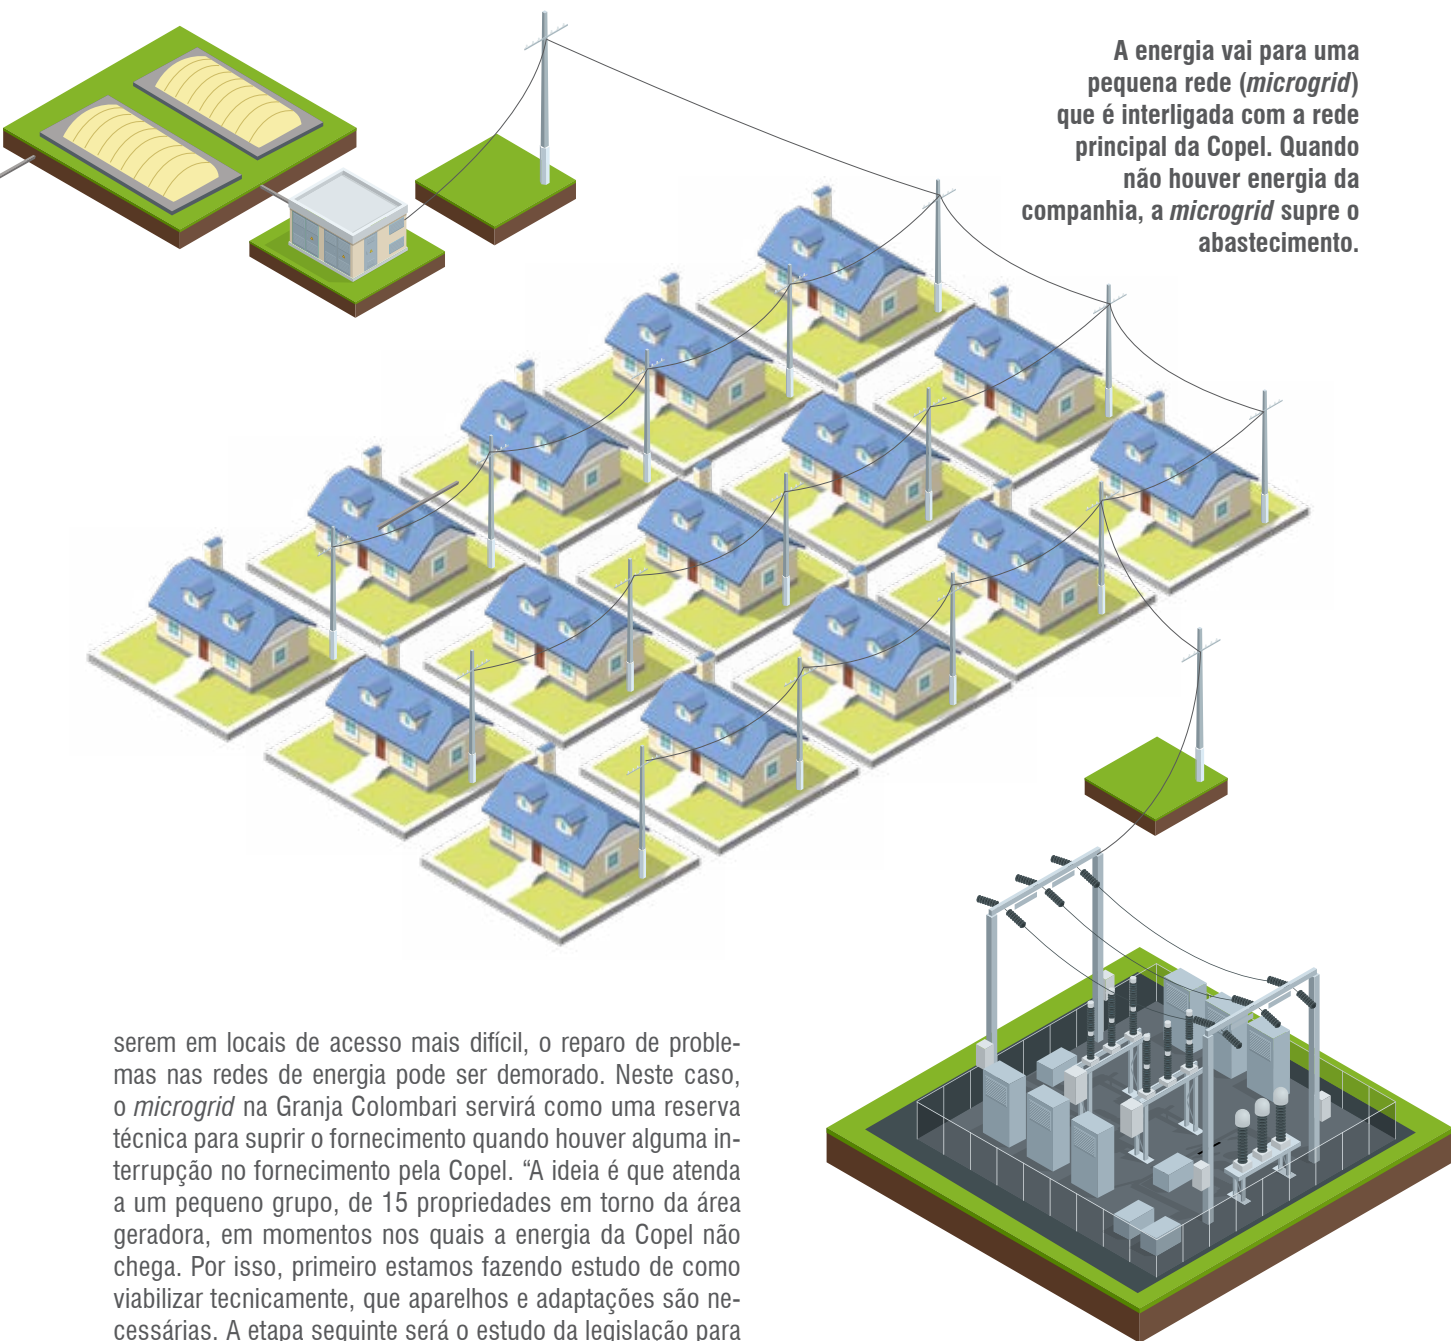 A energia vai para uma
pequena rede (microgrid)
que é interligada com a rede
principal da Copel. Quando
não houver energia da
companhia, a microgrid supre o
abastecimento.
serem em locais de acesso mais difícil, o reparo de proble-
mas nas redes de energia pode ser demorado. Neste caso,
o microgrid na Granja Colombari servirá como uma reserva
técnica para suprir o fornecimento quando houver alguma in-
terrupção no fornecimento pela Copel. “A ideia é que atenda
a um pequeno grupo, de 15 propriedades em torno da área
geradora, em momentos nos quais a energia da Copel não
chega. Por isso, primeiro estamos fazendo estudo de como
viabilizar tecnicamente, que aparelhos e adaptações são ne-
cessárias. A etapa seguinte será o estudo da legislação para